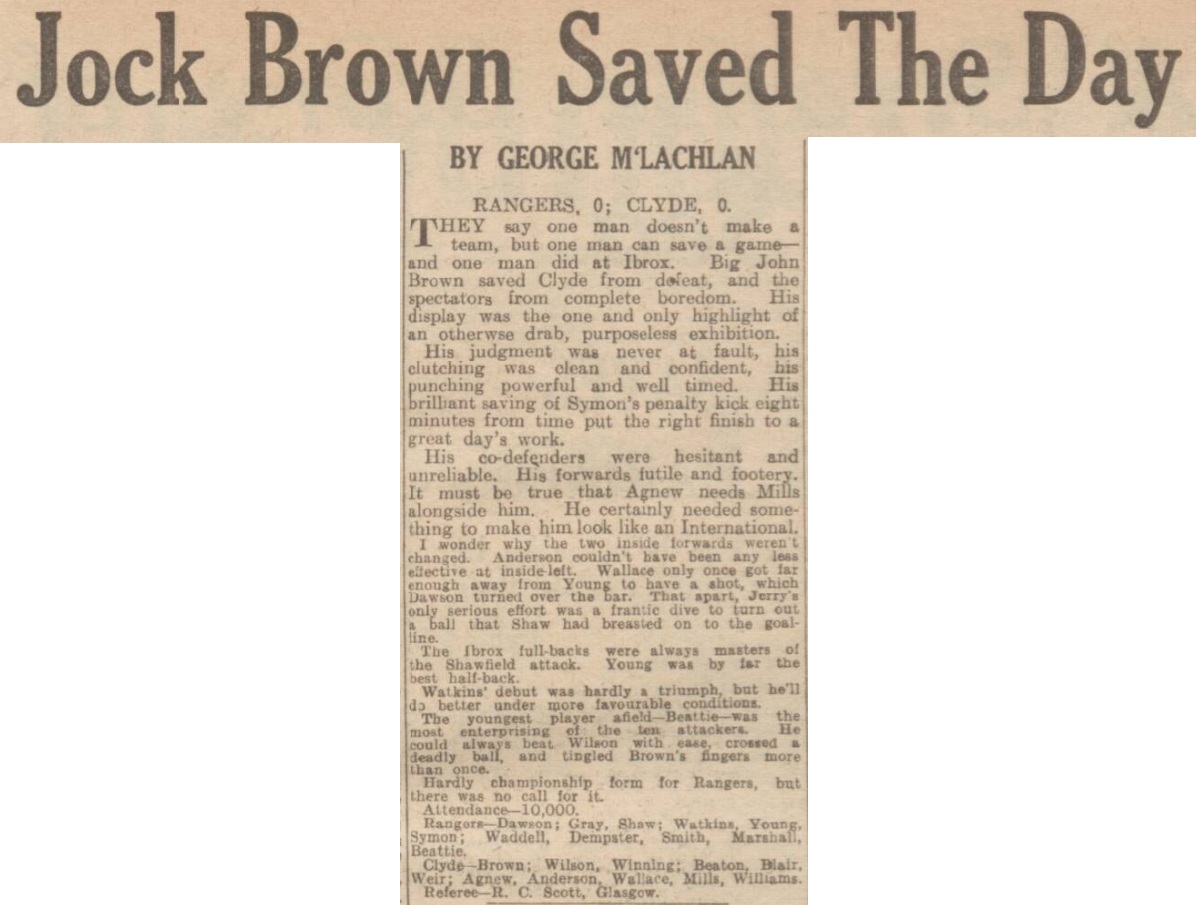 Jock Brown Saved The Day
BY GEORGE M'LACHLAN
RANGERS, 0; CLYDE, 0.
THEY say one man doesn't make a
team, but one man can save a game—
and one man did at Ibrox. Big John
Brown saved Clyde from defeat, and the
spectators from complete boredom. His
display was the one and only highlight of
an otherwse drab, purposeless exhibition.
His judgment was never at fault, his
clutching was clean and confident, his
punching powerful and well timed. His
brilliant saving of Symon's penalty kick eight
minutes from time put the right finish to a
great day's work.
His co-defenders were hesitant and
unreliable. His forwards futile and footery.
It must be true that Agnew needs Mills
alongside him. He certainly needed some-
thing to make him look like an International.
I wonder why the two inside forwards weren't
changed. Anderson couldn't have been any less
effective at inside-left. Wallace only once got far
enough away from Young to have a shot, which
Dawson turned over the bar. That apart, Jerry's
only serious effort was a frantic dive to turn out
a ball that Shaw had breasted on to the goal-
line.
The Ibrox full-backs were always masters of
the Shawfield attack. Young was by far the
best half-back.
Watkins' debut was hardly a triumph, but he'll
do better under more favourable conditions.
The youngest player afield—Beattie—was the
most enterprising of the ten attackers. He
could always beat Wilson with ease, crossed a
deadly ball, and tingled Brown's fingers more
than once.
Hardly championship form for Rangers, but
there was no call for it.
Attendance—10,000.
Rangers—Dawson; Gray, Shaw; Watkins, Young,
Symon; Waddell, Dempster, Smith, Marshall,
Beattie.
Clyde—Brown; Wilson, Winning; Beaton, Blair,
Weir; Agnew, Anderson, Wallace, Mills, Williams.
Referee—R. C. Scott, Glasgow.